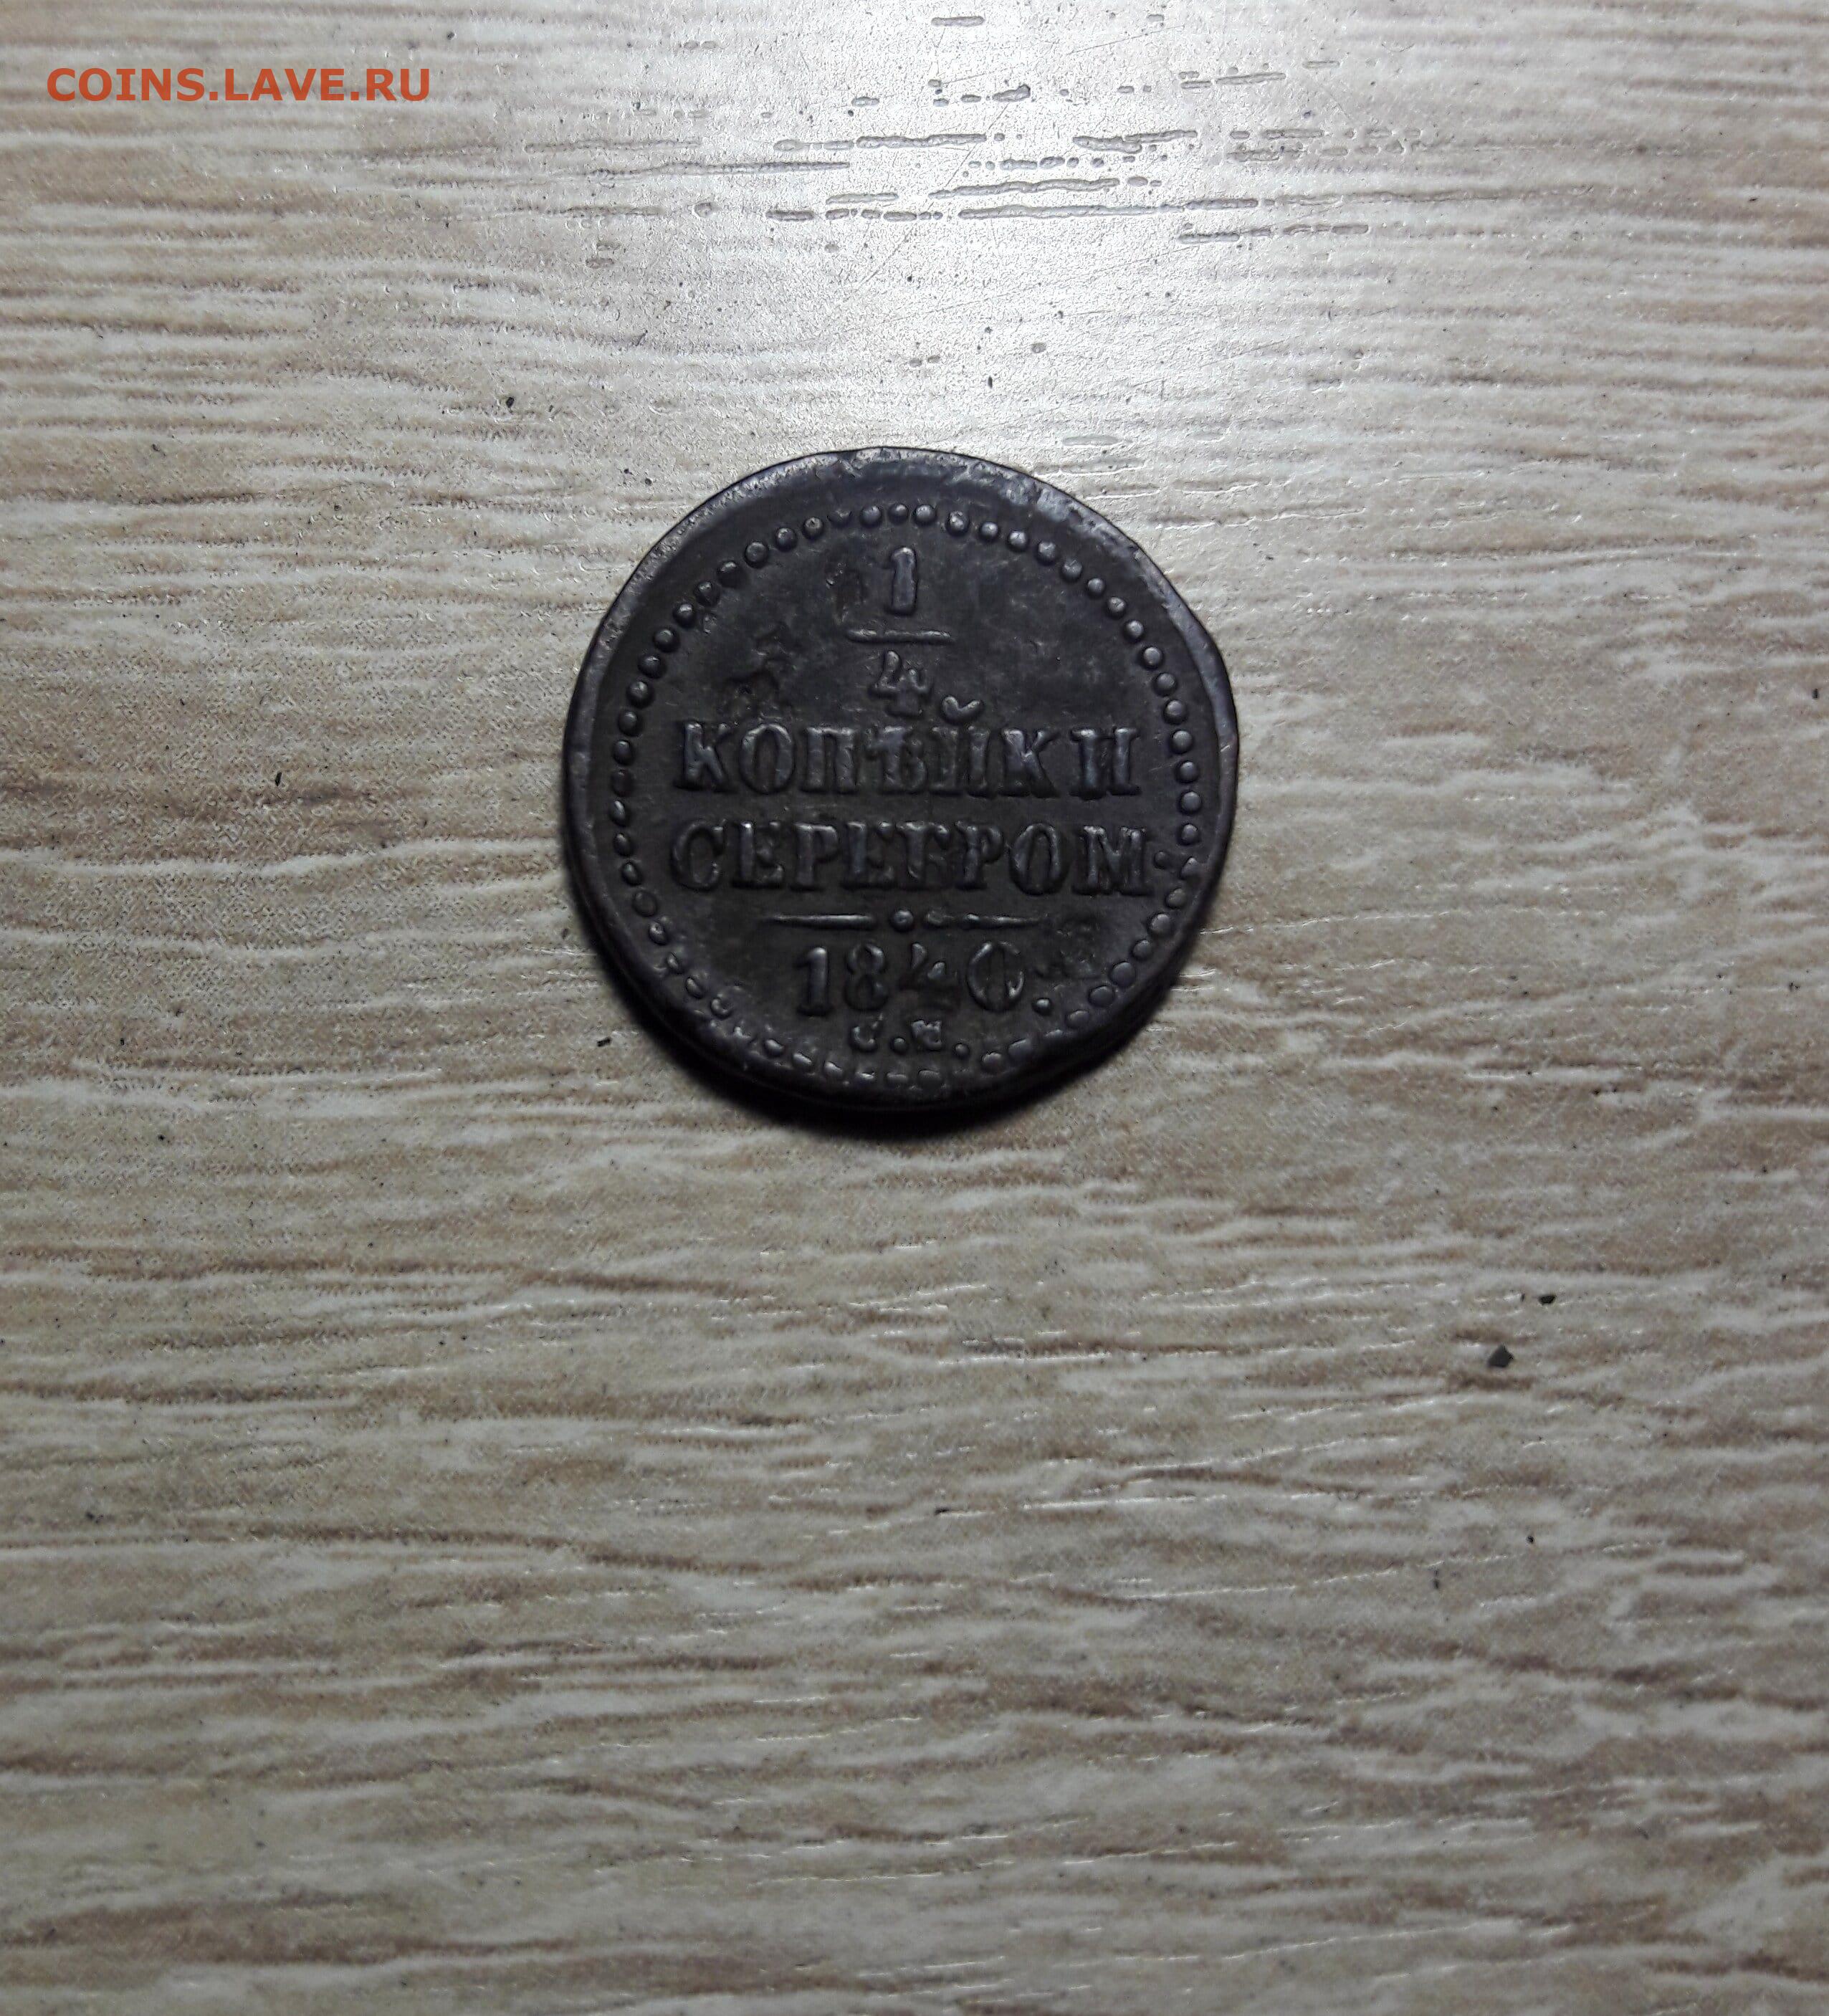 COINS.LAVE.RU
1
4
КОПѢЙКИ
СЕРЕБРОМ.
1840.
С.М.